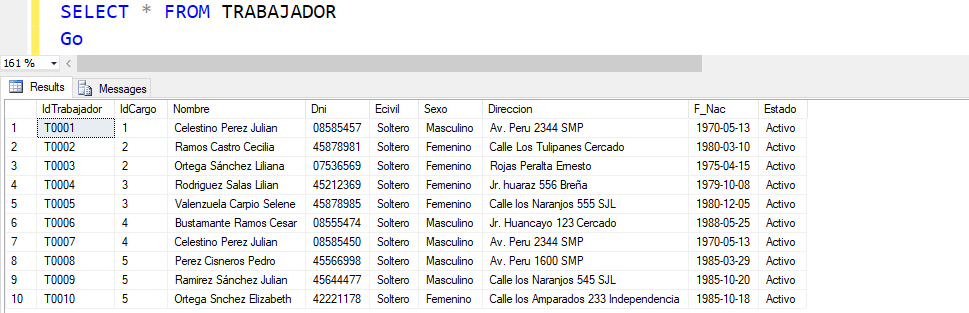 SELECT * FROM TRABAJADOR
Go
161 %
Results Messages
IdTrabajador IdCargo Nombre Dni Ecivil Sexo Direccion F_Nac Estado
1 T0001 1 Celestino Perez Julian 08585457 Soltero Masculino Av. Peru 2344 SMP 1970-05-13 Activo
2 T0002 2 Ramos Castro Cecilia 45878981 Soltero Femenino Calle Los Tulipanes Cercado 1980-03-10 Activo
3 T0003 2 Ortega Sánchez Liliana 07536569 Soltero Femenino Rojas Peralta Ernesto 1975-04-15 Activo
4 T0004 3 Rodriguez Salas Lilian 45212369 Soltero Femenino Jr. huaraz 556 Breña 1979-10-08 Activo
5 T0005 3 Valenzuela Carpio Selene 45878985 Soltero Femenino Calle los Naranjos 555 SJL 1980-12-05 Activo
6 T0006 4 Bustamante Ramos Cesar 08555474 Soltero Masculino Jr. Huancayo 123 Cercado 1988-05-25 Activo
7 T0007 4 Celestino Perez Julian 08585450 Soltero Masculino Av. Peru 2344 SMP 1970-05-13 Activo
8 T0008 5 Perez Cisneros Pedro 45566998 Soltero Masculino Av. Peru 1600 SMP 1985-03-29 Activo
9 T0009 5 Ramirez Sánchez Julian 45644477 Soltero Masculino Calle los Naranjos 545 SJL 1985-10-20 Activo
10 T0010 5 Ortega Snchez Elizabeth 42221178 Soltero Femenino Calle los Amparados 233 Independencia 1985-10-18 Activo